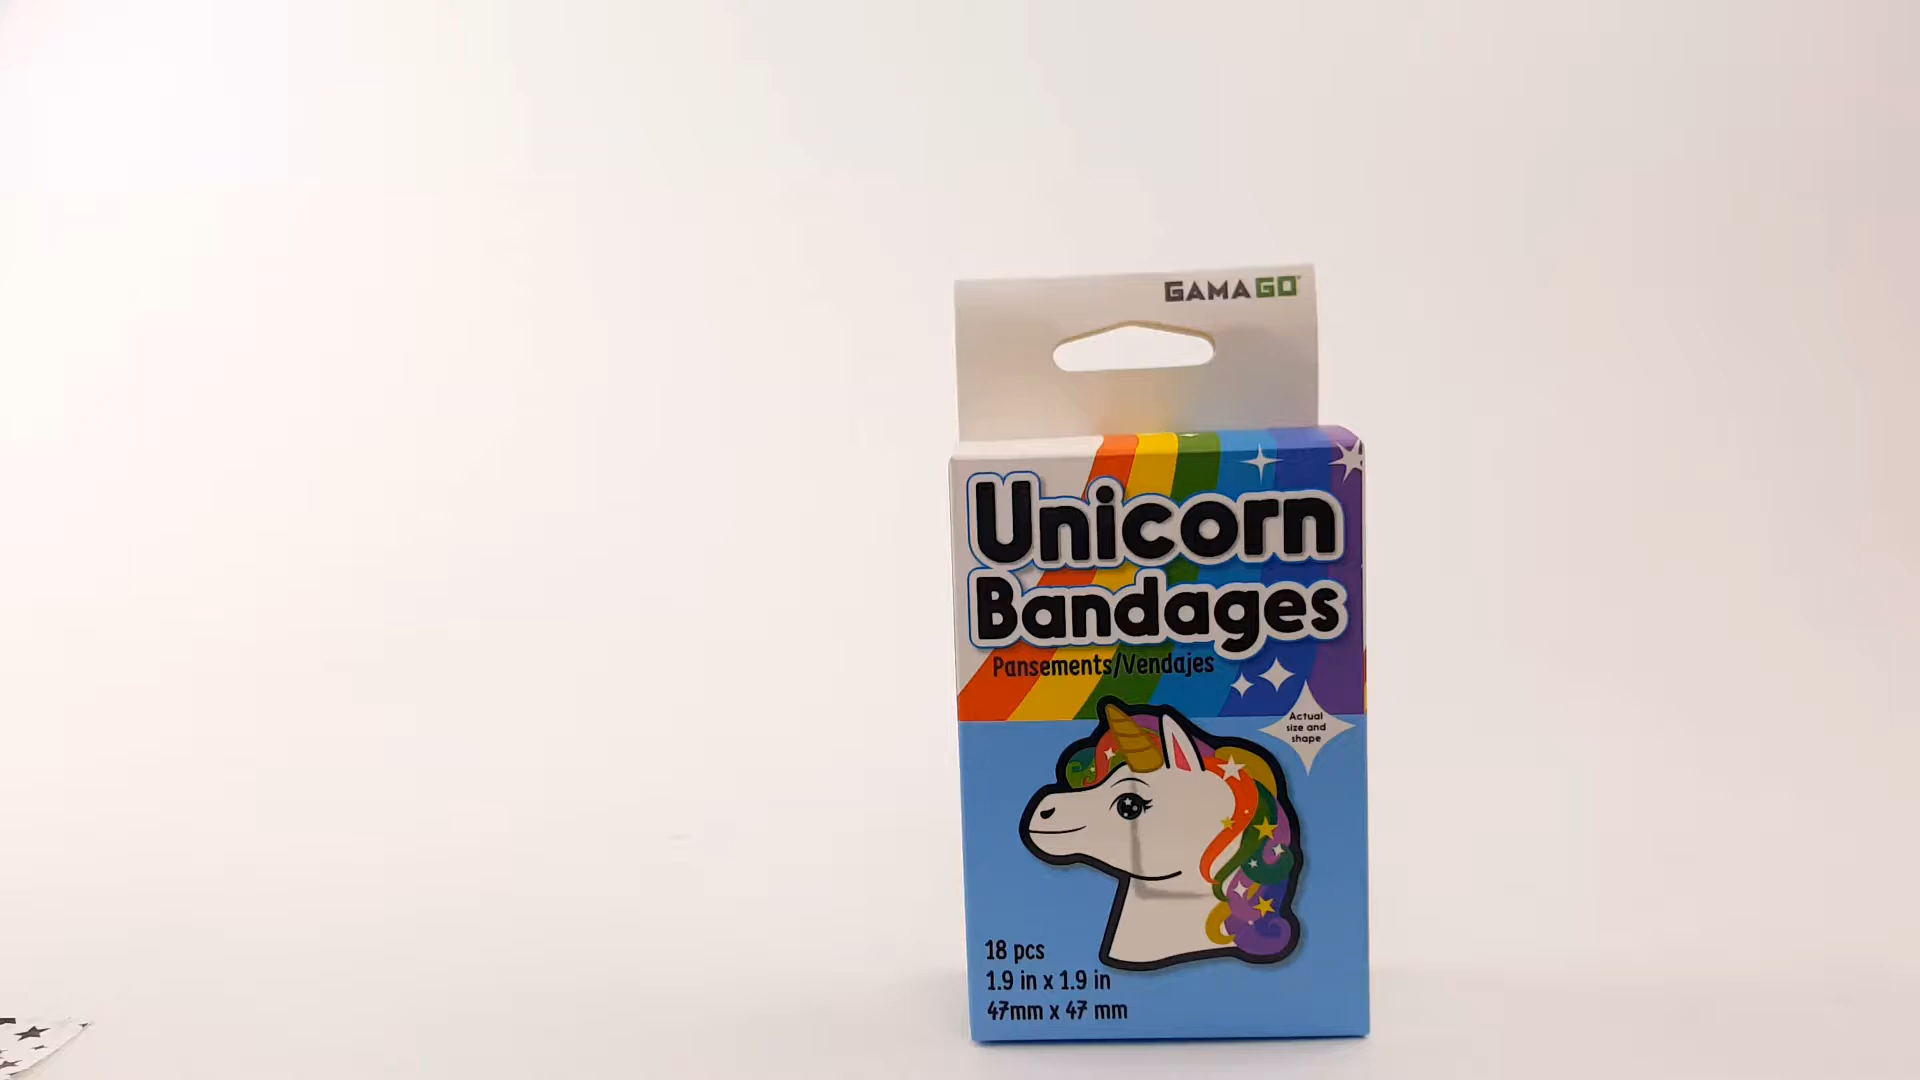 GAMAGO
Unicorn
Bandages
Pansements/Vendajes
Actual
size and
shape
18 pcs
1.9 in x 1.9 in
47mm x 47 mm